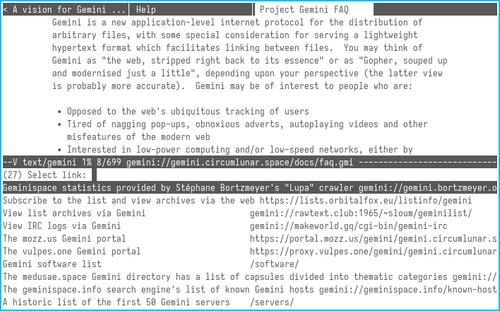 < A vision for Gemini ...| Help | Project Gemini FAQ
Gemini is a new application-level internet protocol for the distribution of
arbitrary files, with some special consideration for serving a lightweight
hypertext format which facilitates linking between files.  You may think of
Gemini as "the web, stripped right back to its essence" or as "Gopher, souped up
and modernised just a little", depending upon your perspective (the latter view
is probably more accurate).  Gemini may be of interest to people who are:
• Opposed to the web's ubiquitous tracking of users
• Tired of nagging pop-ups, obnoxious adverts, autoplaying videos and other
misfeatures of the modern web
• Interested in low-power computing and/or low-speed networks, either by
--V text/gemini 1% 8/699 gemini://gemini.circumlunar.space/docs/faq.gmi ----------------------------
(27) Select link:
Geminispace statistics provided by Stéphane Bortzmeyer's "Lupa" crawler gemini://gemini.bortzmeyer.o
Subscribe to the list and view archives via the web https://lists.orbitalfox.eu/listinfo/gemini
View list archives via Gemini gemini://rawtext.club:1965/~sloum/geminilist/
View IRC logs via Gemini gemini://makeworld.gq/cgi-bin/gemini-irc
The mozz.us Gemini portal https://portal.mozz.us/gemini/gemini.circumlunar.s
The vulpes.one Gemini portal https://proxy.vulpes.one/gemini/gemini.circumlunar
Gemini software list /software/
The medusae.space Gemini directory has a list of capsules divided into thematic categories gemini://
The geminispace.info search engine's list of known Gemini hosts gemini://geminispace.info/known-host
A historic list of the first 50 Gemini servers /servers/